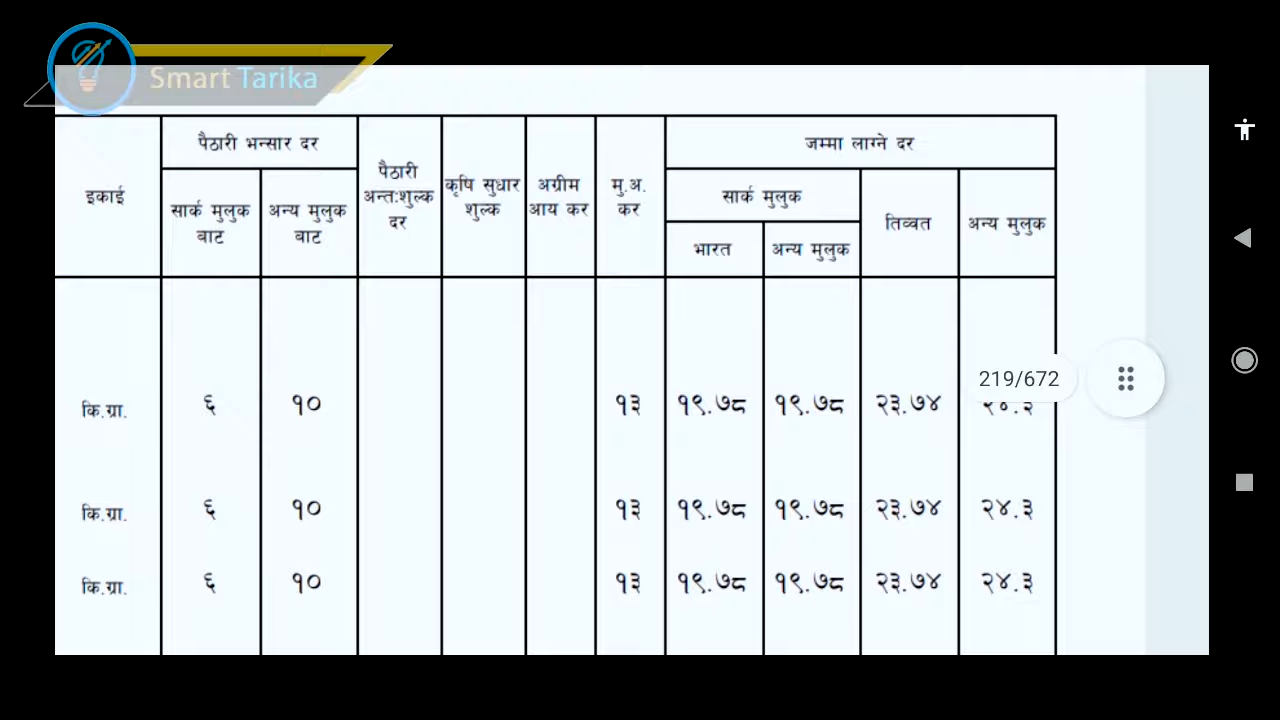 Smart Tarika
इकाई
पैठारी भन्सार दर
सार्क मुलुक
बाट
अन्य मुलुक
बाट
पैठारी
अन्तःशुल्क
दर
कृषि सुधार
शुल्क
अग्रीम
आय कर
मु.अ.
कर
जम्मा लाग्ने दर
सार्क मुलुक
भारत
अन्य मुलुक
तिव्वत
अन्य मुलुक
219/672
कि.ग्रा. ६ १० १३ १९.७८ १९.७८ २३.७४ २४.३
कि.ग्रा. ६ १० १३ १९.७८ १९.७८ २३.७४ २४.३
कि.ग्रा. ६ १० १३ १९.७८ १९.७८ २३.७४ २४.३